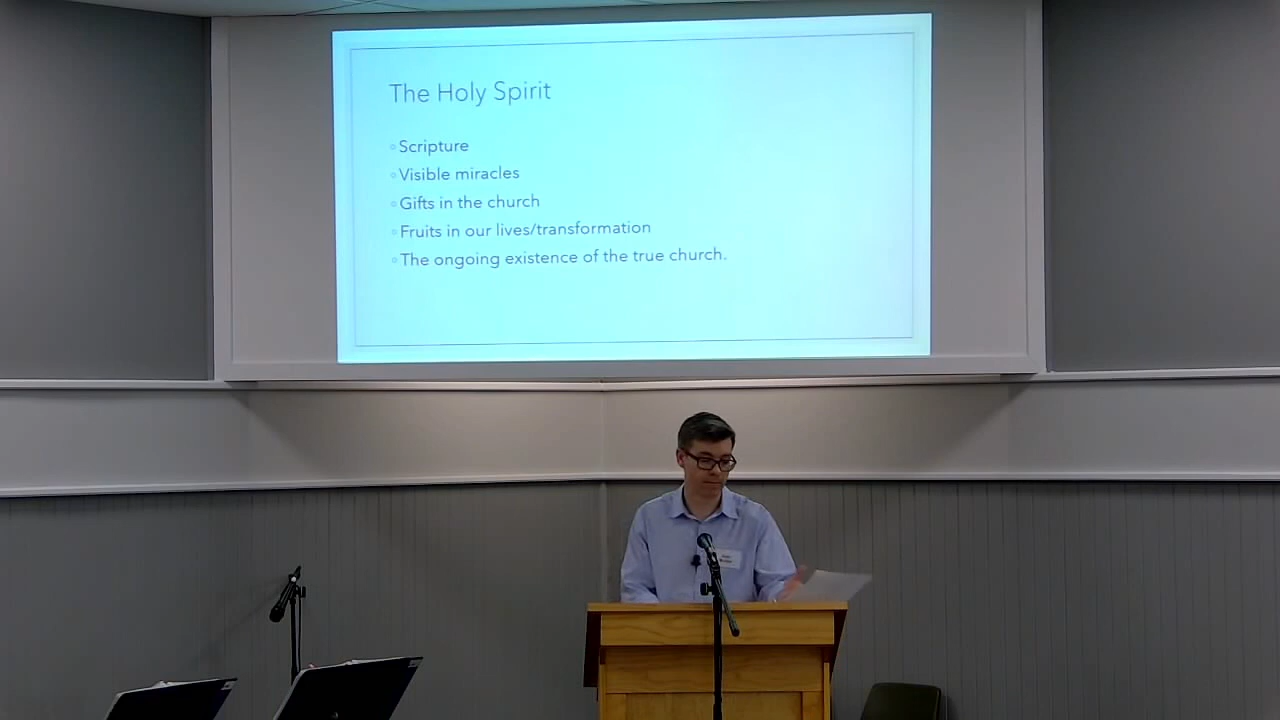 The Holy Spirit
Scripture
Visible miracles
Gifts in the church
Fruits in our lives/transformation
The ongoing existence of the true church.